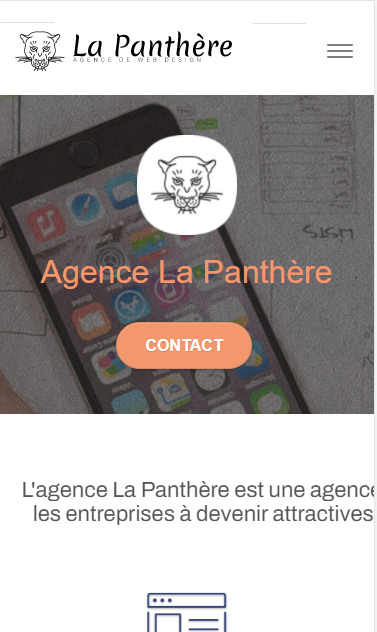 La Panthère
AGENCE DE WEB DESIGN
LISTS
Agence La Panthère
CONTACT
L'agence La Panthère est une agence
les entreprises à devenir attractives